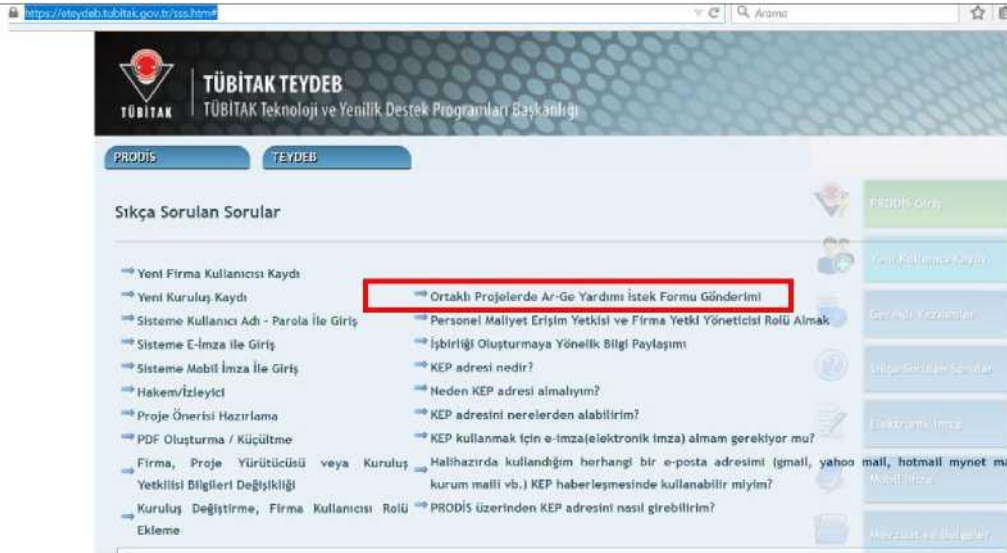 https://eteydeb.tubitak.gov.tr/sss.htm#
Arama
TÜBİTAK
TÜBİTAK TEYDEB
TÜBİTAK Teknoloji ve Yenilik Destek Programları Başkanlığı
PRODİS
TEYDEB
Sıkça Sorulan Sorular
Yeni Firma Kullanıcısı Kaydı
Yeni Kuruluş Kaydı
Sisteme Kullanıcı Adı - Parola İle Giriş
Sisteme E-İmza ile Giriş
Sisteme Mobil İmza İle Giriş
Hakem/İzleyici
Proje Önerisi Hazırlama
PDF Oluşturma / Küçültme
Firma, Proje Yürütücüsü veya Kuruluş
Yetkilisi Bilgileri Değişikliği
Kuruluş Değiştirme, Firma Kullanıcısı Rolü
Ekleme
Ortaklı Projelerde Ar-Ge Yardımı İstek Formu Gönderimi
Personel Maliyet Erişim Yetkisi ve Firma Yetki Yöneticisi Rolü Almak
İşbirliği Oluşturmaya Yönelik Bilgi Paylaşımı
KEP adresi nedir?
Neden KEP adresi almalıyım?
KEP adresini nerelerden alabilirim?
KEP kullanmak için e-imza(elektronik imza) almam gerekiyor mu?
Halihazırda kullandığım herhangi bir e-posta adresimi (gmail, yahoo mail, hotmail mynet ma
kurum maili vb.) KEP haberleşmesinde kullanabilir miyim?
PRODİS üzerinden KEP adresini nasıl girebilirim?
PRODİS Giriş
Yeni Kullanıcı Kaydı
Gerekli Yazılımlar
Sıkça Sorulan Sorular
Elektronik İmza
Mobil İmza
Mevzuat ve Belgeler